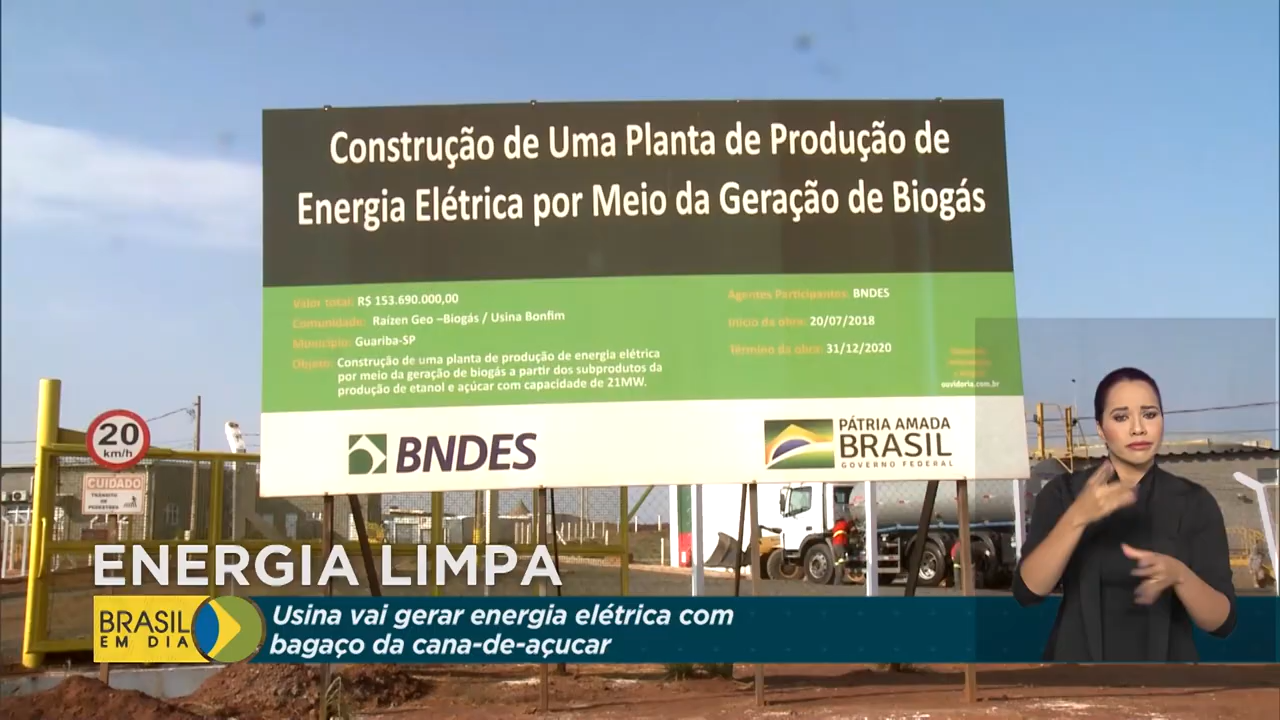 Construção de Uma Planta de Produção de
Energia Elétrica por Meio da Geração de Biogás
Valor total: R$ 153.690.000,00
Comunidade: Raízen Geo –Biogás / Usina Bonfim
Município: Guariba-SP
Objeto: Construção de uma planta de produção de energia elétrica
por meio da geração de biogás a partir dos subprodutos da
produção de etanol e açúcar com capacidade de 21MW.
Agentes Participantes: BNDES
Início da obra: 20/07/2018
Término da obra: 31/12/2020
ouvidoria.com.br
BNDES
PÁTRIA AMADA
BRASIL
GOVERNO FEDERAL
20
km/h
CUIDADO
TRÂNSITO
DE
PEDESTRES
ENERGIA LIMPA
BRASIL
EM DIA
Usina vai gerar energia elétrica com
bagaço da cana-de-açucar